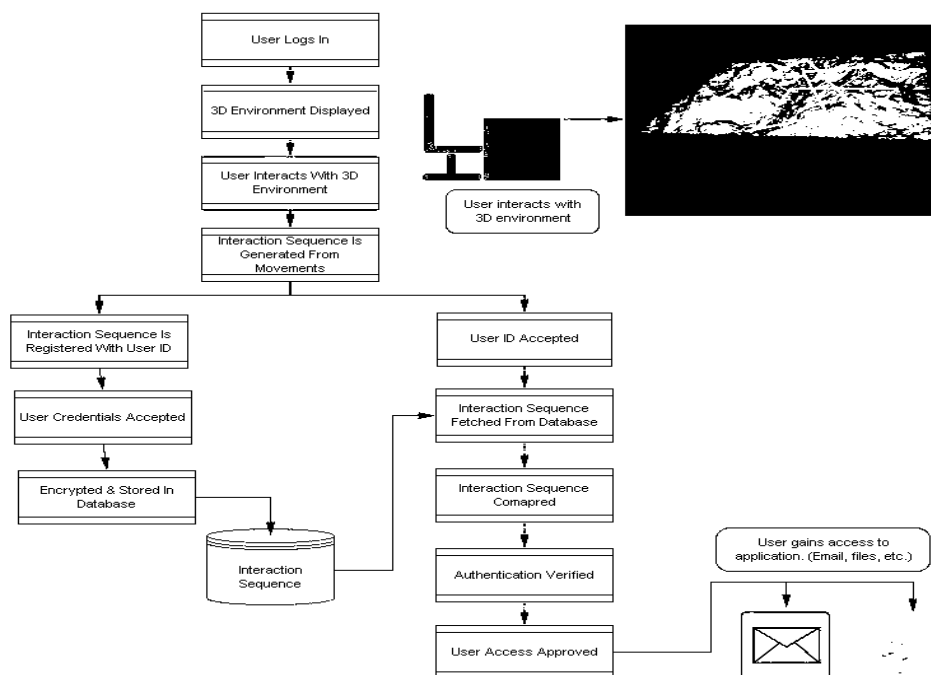 User Logs In
3D Environment Displayed
User Interacts With 3D
Environment
Interaction Sequence Is
Generated From
Movements
User interacts with
3D environment
Interaction Sequence Is
Registered With User ID
User Credentials Accepted
Encrypted & Stored In
Database
Interaction
Sequence
User ID Accepted
Interaction Sequence
Fetched From Database
Interaction Sequence
Comapred
Authentication Verified
User Access Approved
User gains access to
application. (Email, files, etc.)